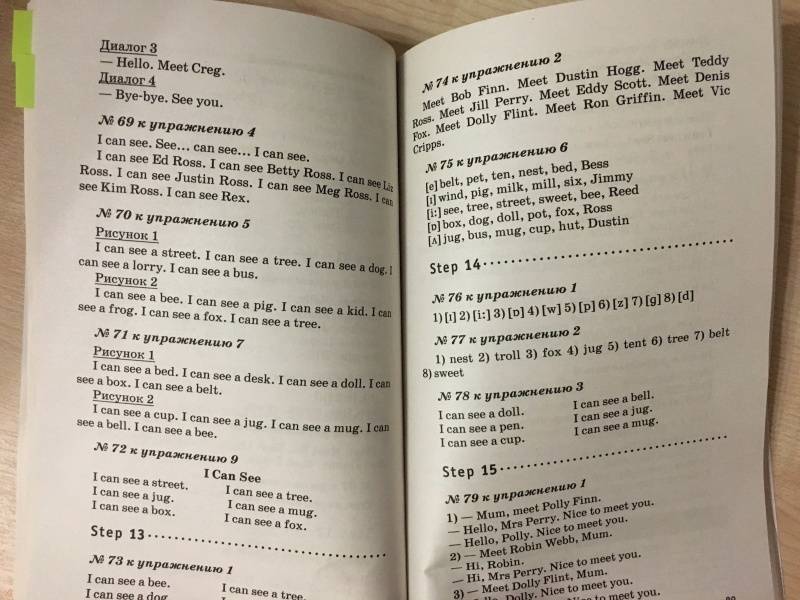 Диалог 3
— Hello. Meet Creg.
Диалог 4
— Bye-bye. See you.
№ 69 к упражнению 4
I can see. See... can see... I can see.
I can see Ed Ross. I can see Betty Ross. I can see Liz
Ross. I can see Justin Ross. I can see Meg Ross. I can
see Kim Ross. I can see Rex.
№ 70 к упражнению 5
Рисунок 1
I can see a street. I can see a tree. I can see a dog. I
can see a lorry. I can see a bus.
Рисунок 2
I can see a bee. I can see a pig. I can see a kid. I can
see a frog. I can see a fox. I can see a tree.
№ 71 к упражнению 7
Рисунок 1
I can see a bed. I can see a desk. I can see a doll. I can
see a box. I can see a belt.
Рисунок 2
I can see a cup. I can see a jug. I can see a mug. I can
see a bell. I can see a bee.
№ 72 к упражнению 9
I Can See
I can see a street. I can see a tree.
I can see a jug. I can see a mug.
I can see a box. I can see a fox.
Step 13
№ 73 к упражнению 1
I can see a bee. I can see a tree.
I can see a dog.
№ 74 к упражнению 2
Meet Bob Finn. Meet Dustin Hogg. Meet Teddy
Ross. Meet Jill Perry. Meet Eddy Scott. Meet Denis
Fox. Meet Dolly Flint. Meet Ron Griffin. Meet Vic
Cripps.
№ 75 к упражнению 6
[e] belt, pet, ten, nest, bed, Bess
[ɪ] wind, pig, milk, mill, six, Jimmy
[i:] see, tree, street, sweet, bee, Reed
[ɒ] box, dog, doll, pot, fox, Ross
[ʌ] jug, bus, mug, cup, hut, Dustin
Step 14
№ 76 к упражнению 1
1) [ɪ] 2) [i:] 3) [ɒ] 4) [w] 5) [p] 6) [z] 7) [g] 8) [d]
№ 77 к упражнению 2
1) nest 2) troll 3) fox 4) jug 5) tent 6) tree 7) belt
8) sweet
№ 78 к упражнению 3
I can see a doll. I can see a bell.
I can see a pen. I can see a jug.
I can see a cup. I can see a mug.
Step 15
№ 79 к упражнению 1
1) — Mum, meet Polly Finn.
— Hello, Mrs Perry. Nice to meet you.
— Hello, Polly. Nice to meet you.
2) — Meet Robin Webb, Mum.
— Hi, Robin.
— Hi, Mrs Perry. Nice to meet you.
3) — Meet Dolly Flint, Mum.
Dolly. Nice to meet you.